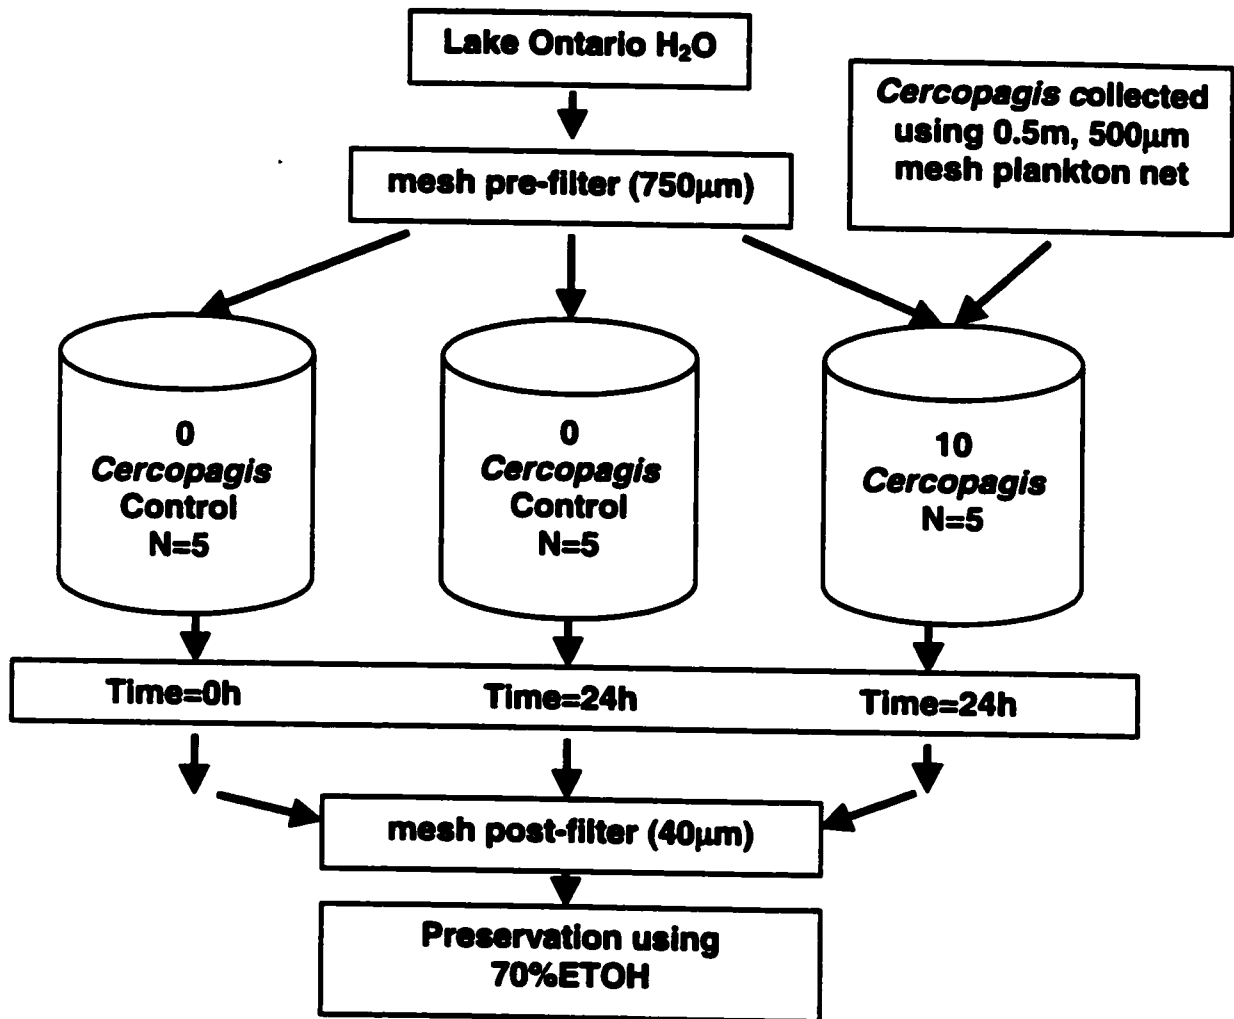 Lake Ontario H₂O
Cercopagis collected
using 0.5m, 500µm
mesh plankton net
mesh pre-filter (750µm)
0
Cercopagis
Control
N=5
0
Cercopagis
Control
N=5
10
Cercopagis
N=5
Time=0h
Time=24h
Time=24h
mesh post-filter (40µm)
Preservation using
70%ETOH